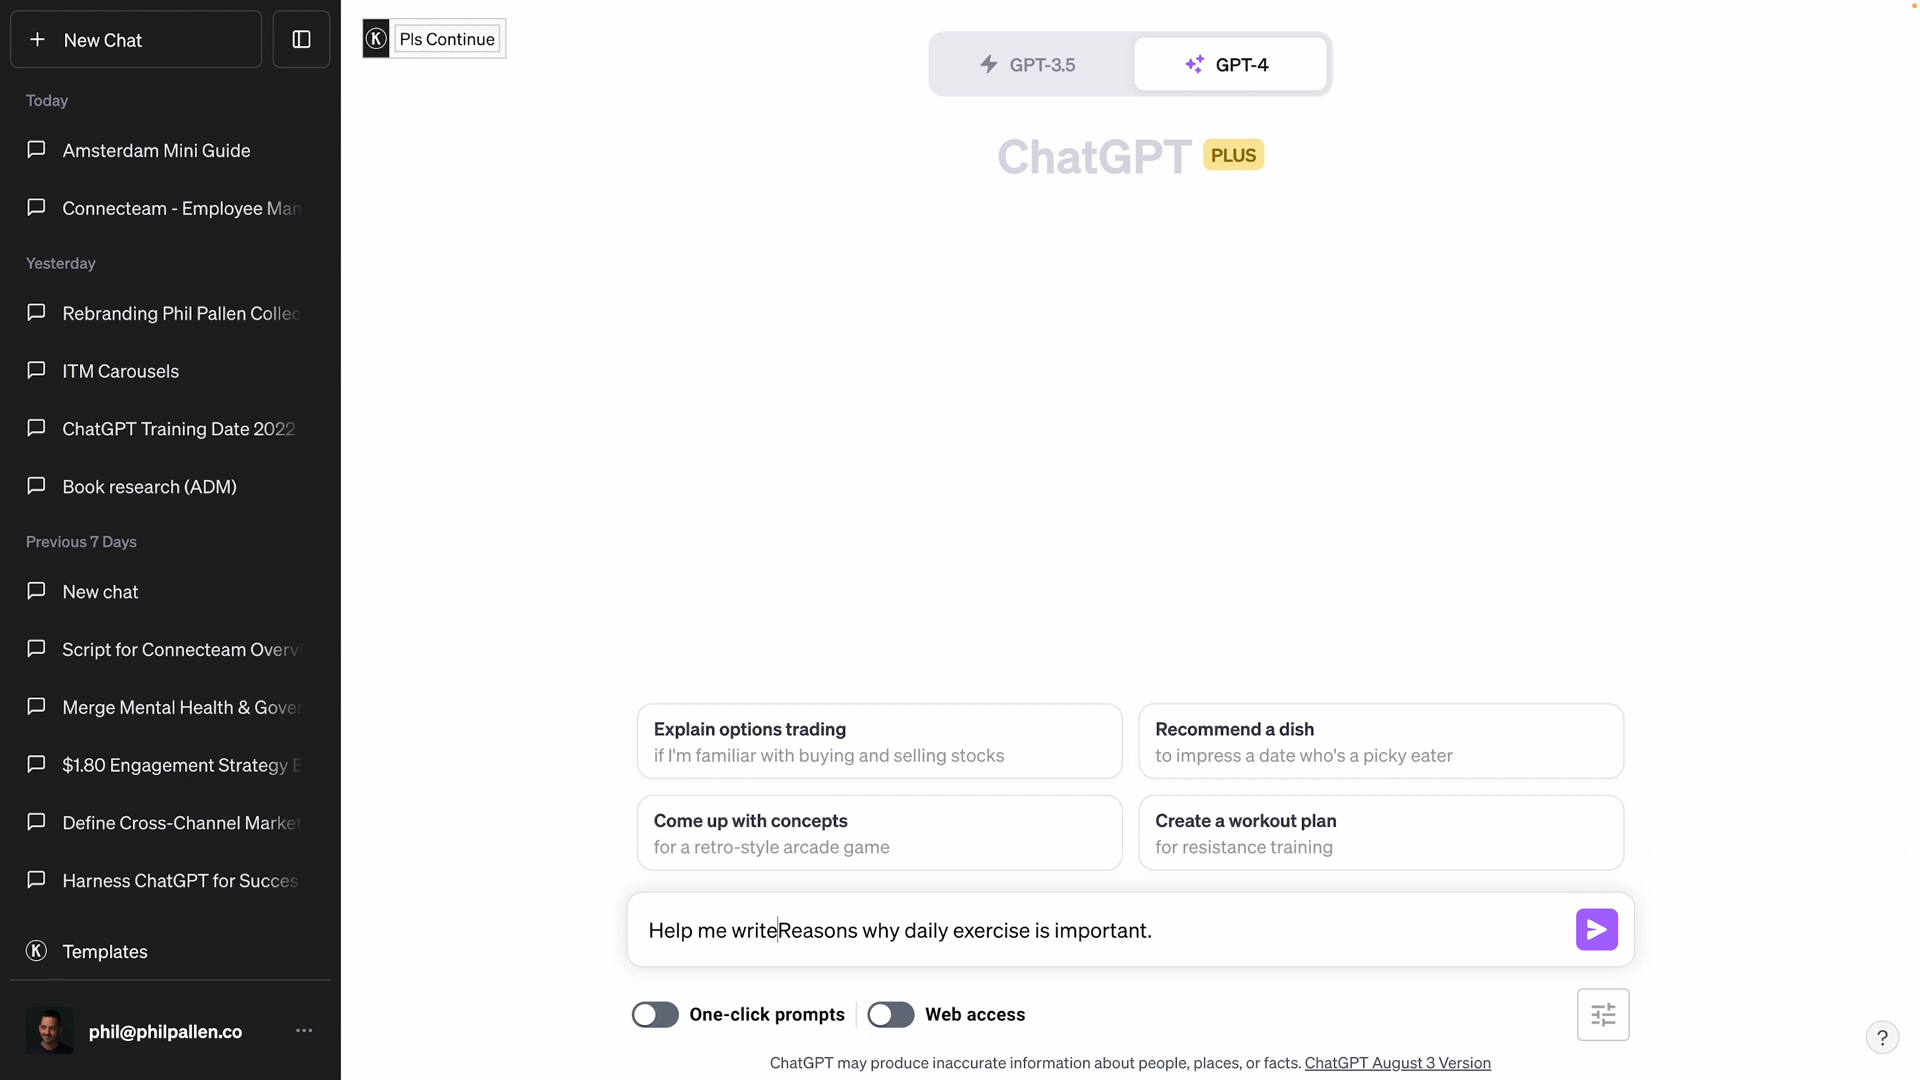 New Chat
Today
Amsterdam Mini Guide
Connecteam - Employee Man
Yesterday
Rebranding Phil Pallen Collec
ITM Carousels
ChatGPT Training Date 2022
Book research (ADM)
Previous 7 Days
New chat
Script for Connecteam Overvi
Merge Mental Health & Gover
$1.80 Engagement Strategy E
Define Cross-Channel Market
Harness ChatGPT for Succes
K Templates
phil@philpallen.co
K Pls Continue
GPT-3.5
GPT-4
ChatGPT PLUS
Explain options trading
if I'm familiar with buying and selling stocks
Recommend a dish
to impress a date who's a picky eater
Come up with concepts
for a retro-style arcade game
Create a workout plan
for resistance training
Help me writeReasons why daily exercise is important.
One-click prompts
Web access
?
ChatGPT may produce inaccurate information about people, places, or facts. ChatGPT August 3 Version